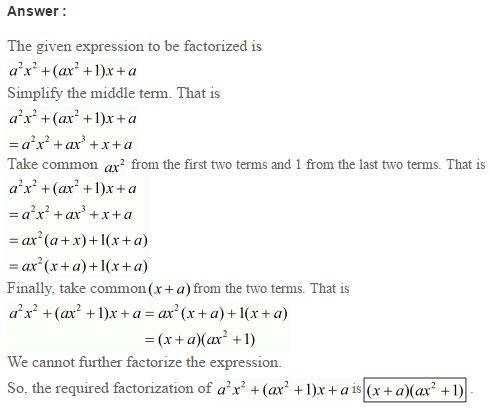 Answer :
The given expression to be factorized is
a²x² + (ax² + 1)x + a
Simplify the middle term. That is
a²x² + (ax² + 1)x + a
= a²x² + ax³ + x + a
Take common ax² from the first two terms and 1 from the last two terms. That is
a²x² + (ax² + 1)x + a
= a²x² + ax³ + x + a
= ax²(a + x) + 1(x + a)
= ax²(x + a) + 1(x + a)
Finally, take common (x + a) from the two terms. That is
a²x² + (ax² + 1)x + a = ax²(x + a) + 1(x + a)
= (x + a)(ax² + 1)
We cannot further factorize the expression.
So, the required factorization of a²x² + (ax² + 1)x + a is (x + a)(ax² + 1) .